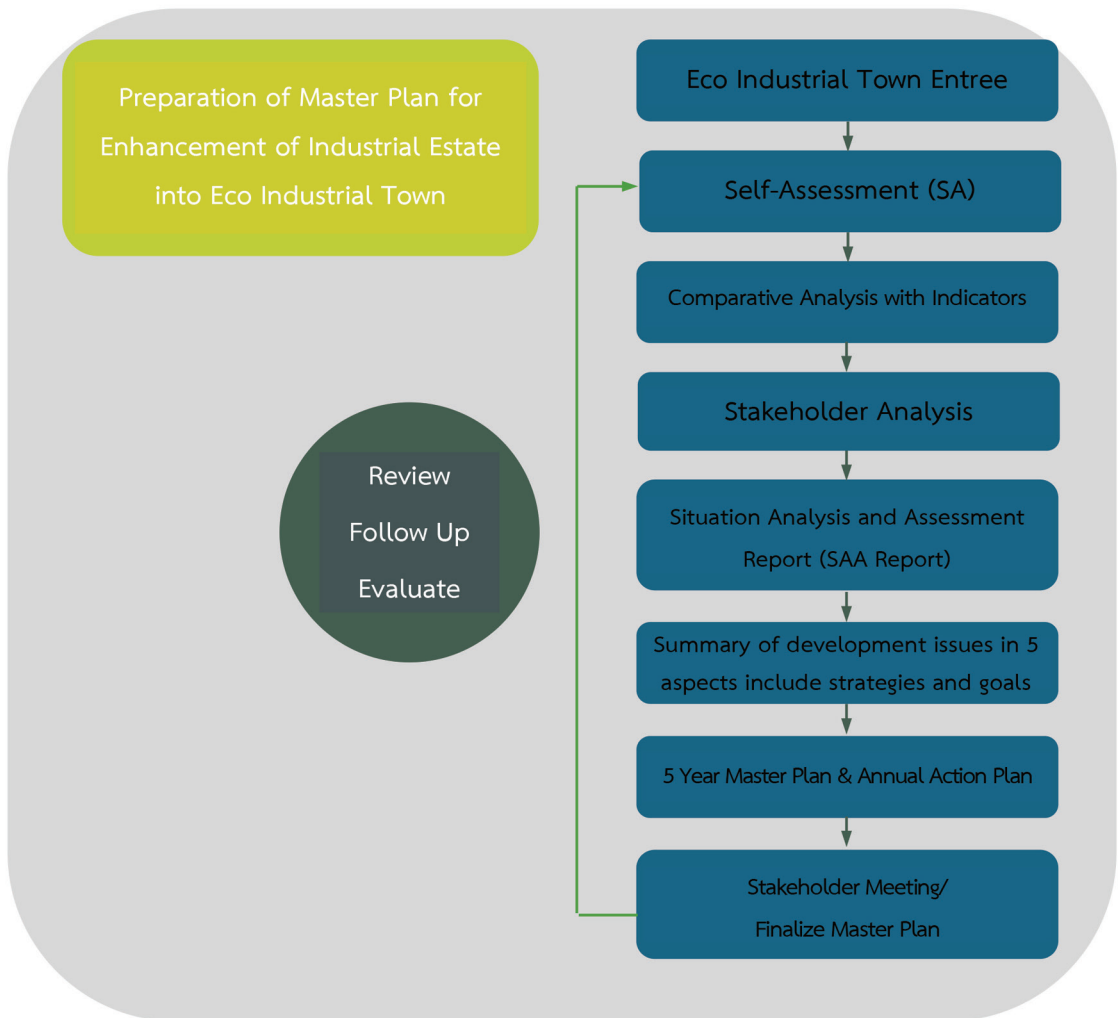 Preparation of Master Plan for
Enhancement of Industrial Estate
into Eco Industrial Town
Eco Industrial Town Entree
Self-Assessment (SA)
Comparative Analysis with Indicators
Stakeholder Analysis
Situation Analysis and Assessment
Report (SAA Report)
Summary of development issues in 5
aspects include strategies and goals
5 Year Master Plan & Annual Action Plan
Stakeholder Meeting/
Finalize Master Plan
Review
Follow Up
Evaluate